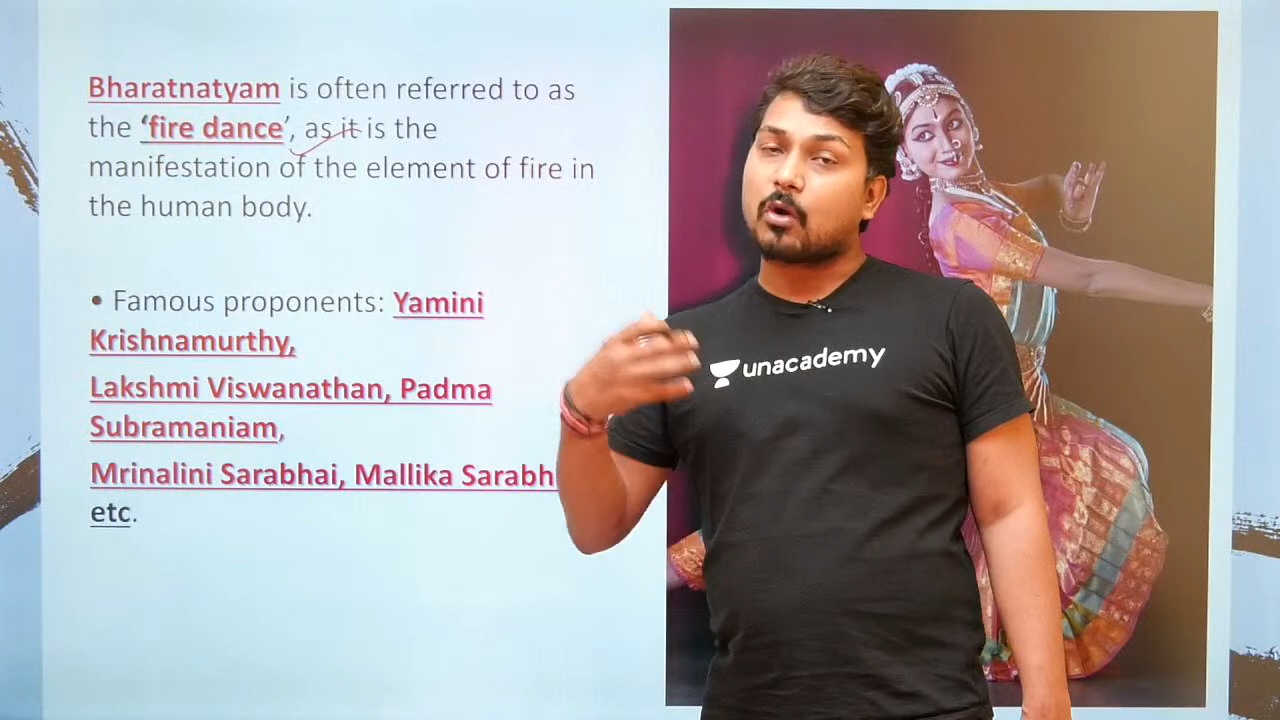 Bharatnatyam is often referred to as
the ‘fire dance’, as it is the
manifestation of the element of fire in
the human body.
• Famous proponents: Yamini
Krishnamurthy,
Lakshmi Viswanathan, Padma
Subramaniam,
Mrinalini Sarabhai, Mallika Sarabh
etc.
unacademy